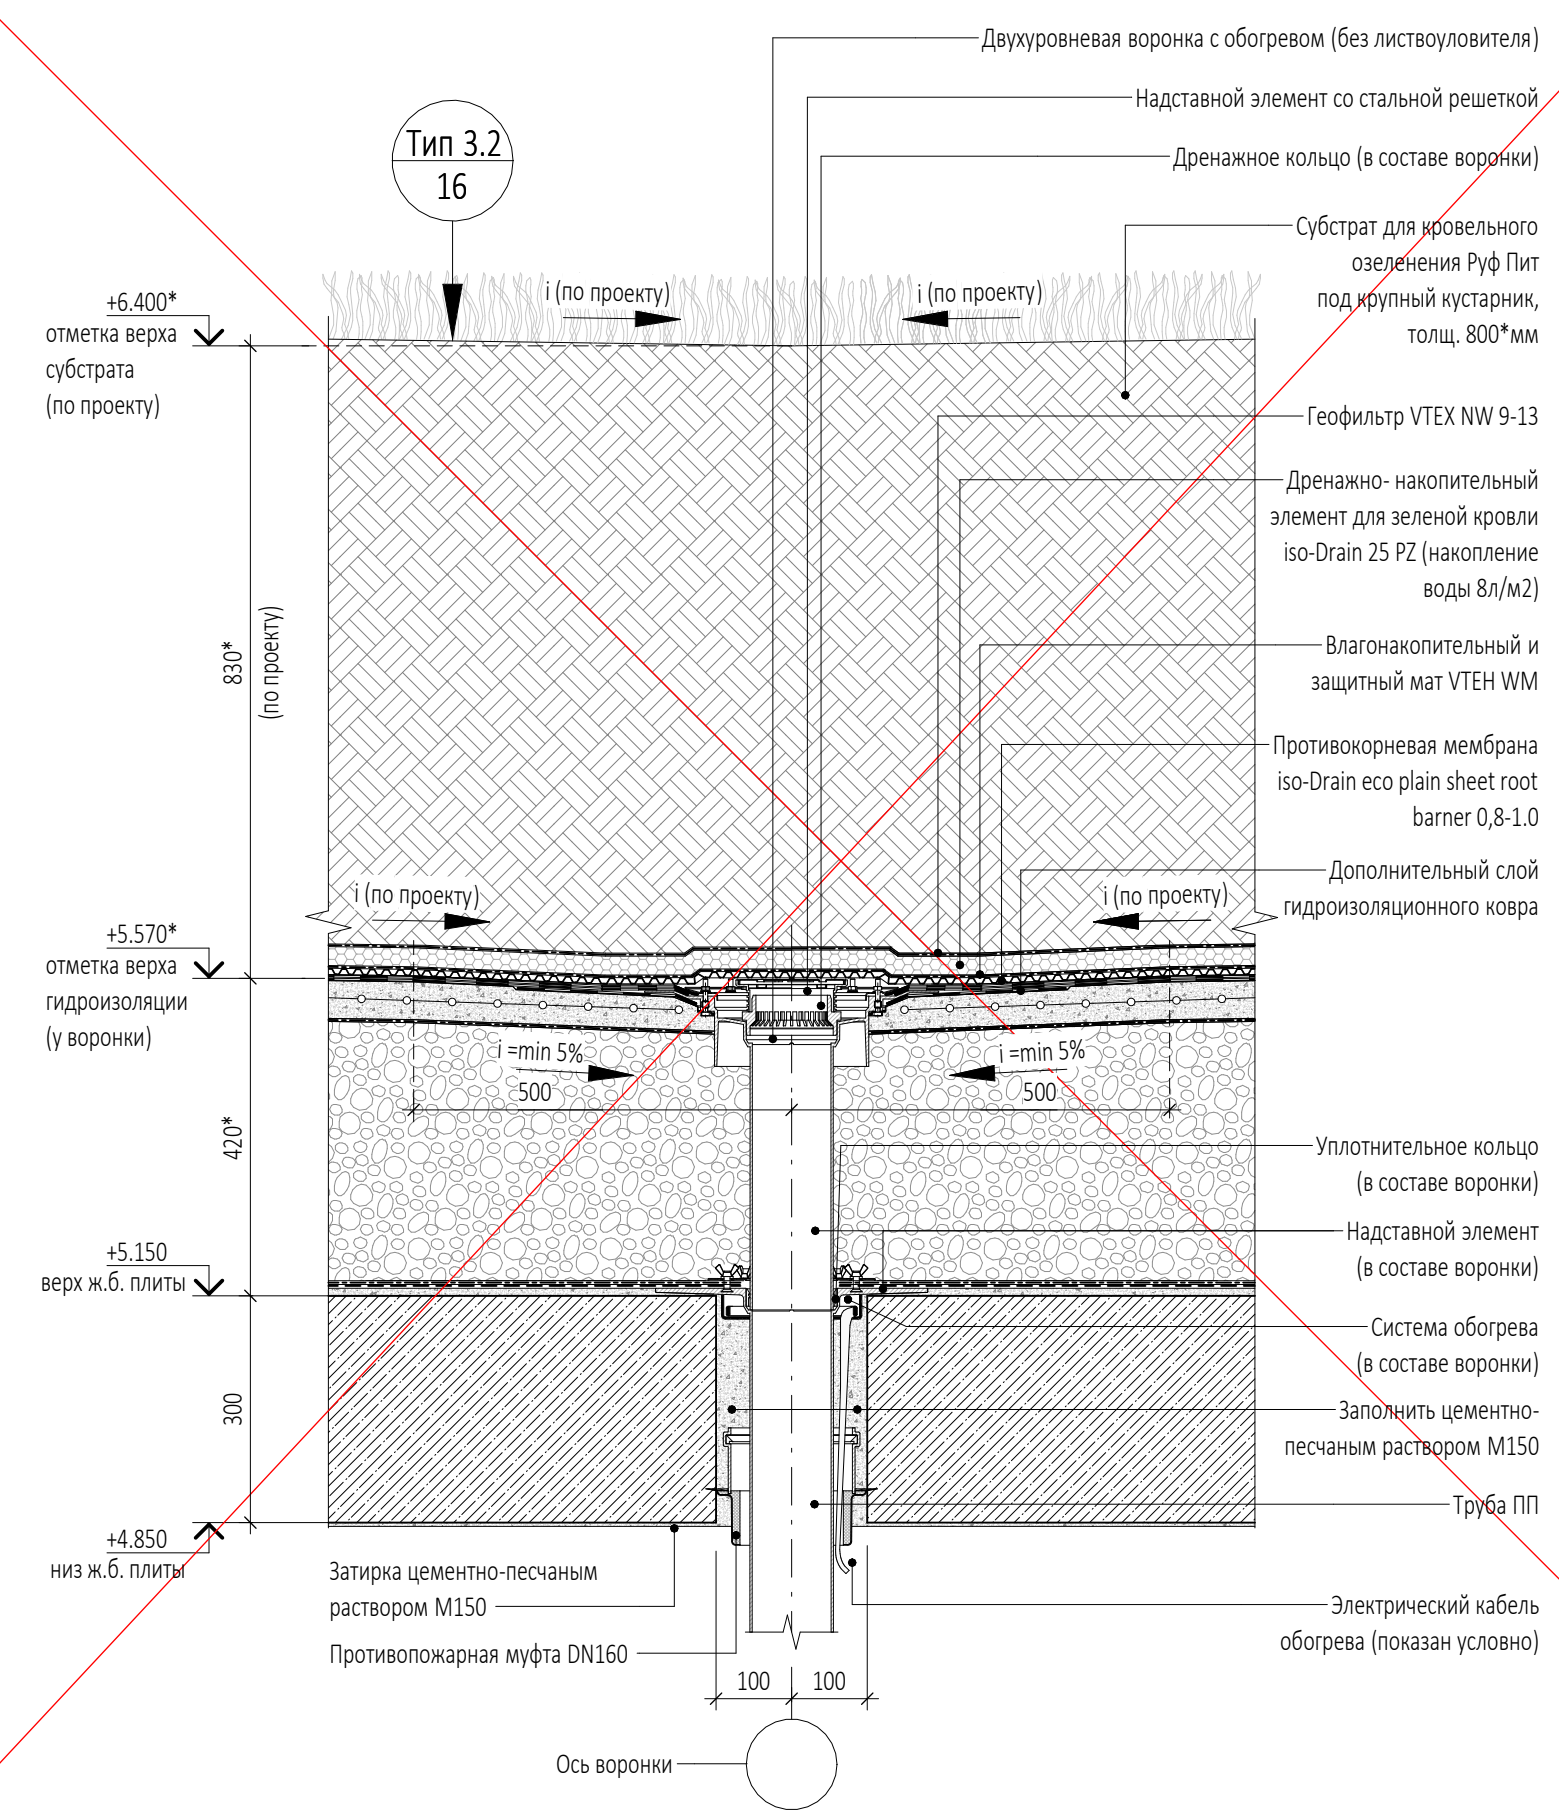 Двухуровневая воронка с обогревом (без листвоуловителя)
Надставной элемент со стальной решеткой
Дренажное кольцо (в составе воронки)
Тип 3.2
16
Субстрат для кровельного
озеленения Руф Пит
под крупный кустарник,
толщ. 800*мм
i (по проекту)
i (по проекту)
+6.400*
отметка верха
субстрата
(по проекту)
Геофильтр VTEX NW 9-13
Дренажно- накопительный
элемент для зеленой кровли
iso-Drain 25 PZ (накопление
воды 8л/м2)
830*
(по проекту)
Влагонакопительный и
защитный мат VTEH WM
Противокорневая мембрана
iso-Drain eco plain sheet root
barner 0,8-1.0
Дополнительный слой
гидроизоляционного ковра
i (по проекту)
i (по проекту)
+5.570*
отметка верха
гидроизоляции
(у воронки)
i =min 5%
i =min 5%
500
500
420*
Уплотнительное кольцо
(в составе воронки)
Надставной элемент
(в составе воронки)
+5.150
верх ж.б. плиты
Система обогрева
(в составе воронки)
300
Заполнить цементно-
песчаным раствором М150
Труба ПП
+4.850
низ ж.б. плиты
Затирка цементно-песчаным
раствором М150
Противопожарная муфта DN160
Электрический кабель
обогрева (показан условно)
100
100
Ось воронки